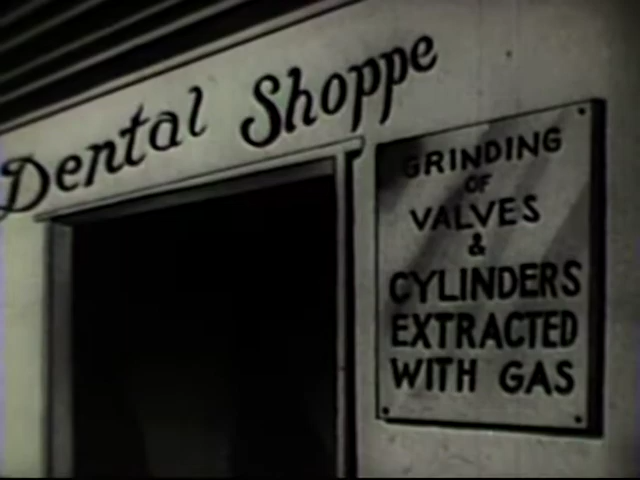 Dental Shoppe
GRINDING
OF
VALVES
&
CYLINDERS
EXTRACTED
WITH GAS